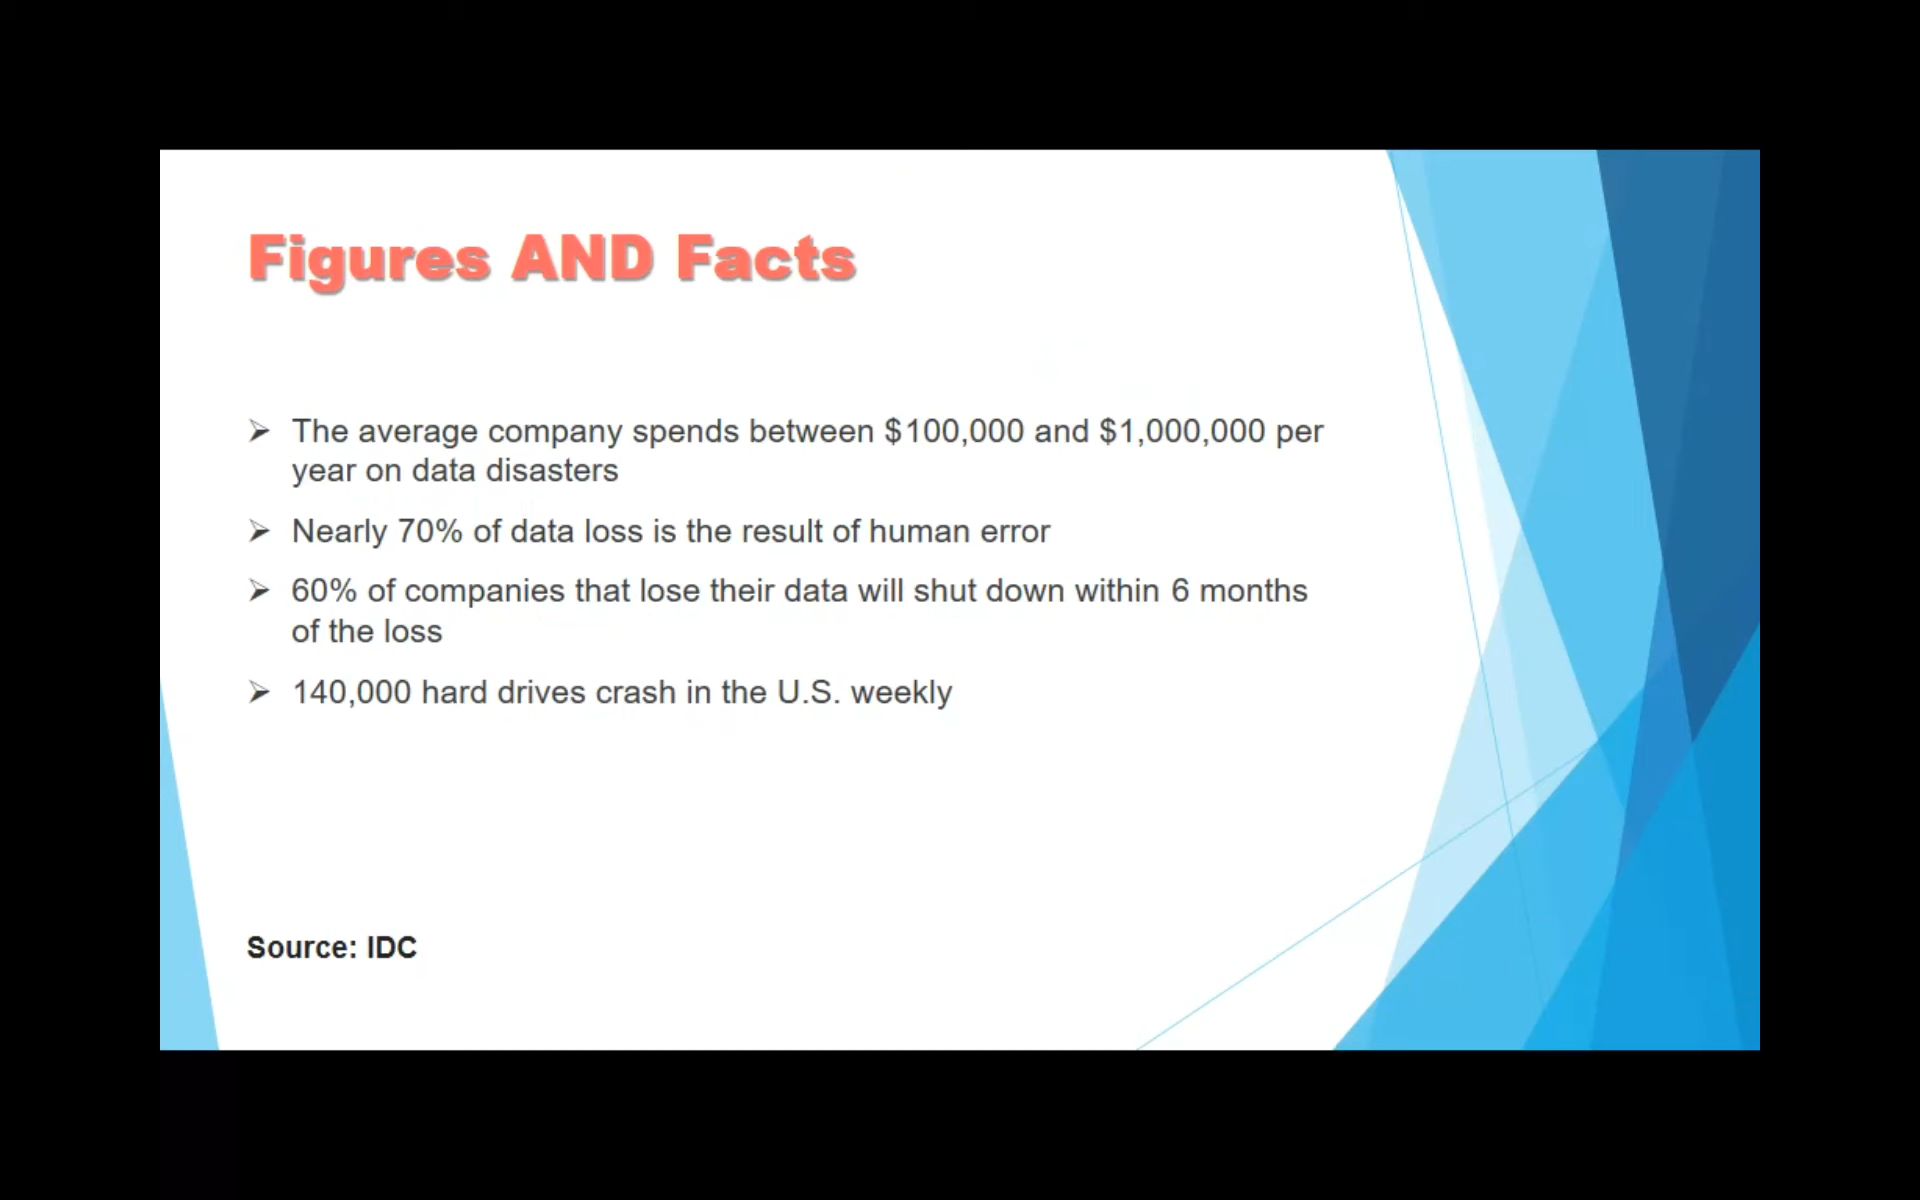 Figures AND Facts
➢ The average company spends between $100,000 and $1,000,000 per
year on data disasters
➢ Nearly 70% of data loss is the result of human error
➢ 60% of companies that lose their data will shut down within 6 months
of the loss
➢ 140,000 hard drives crash in the U.S. weekly
Source: IDC